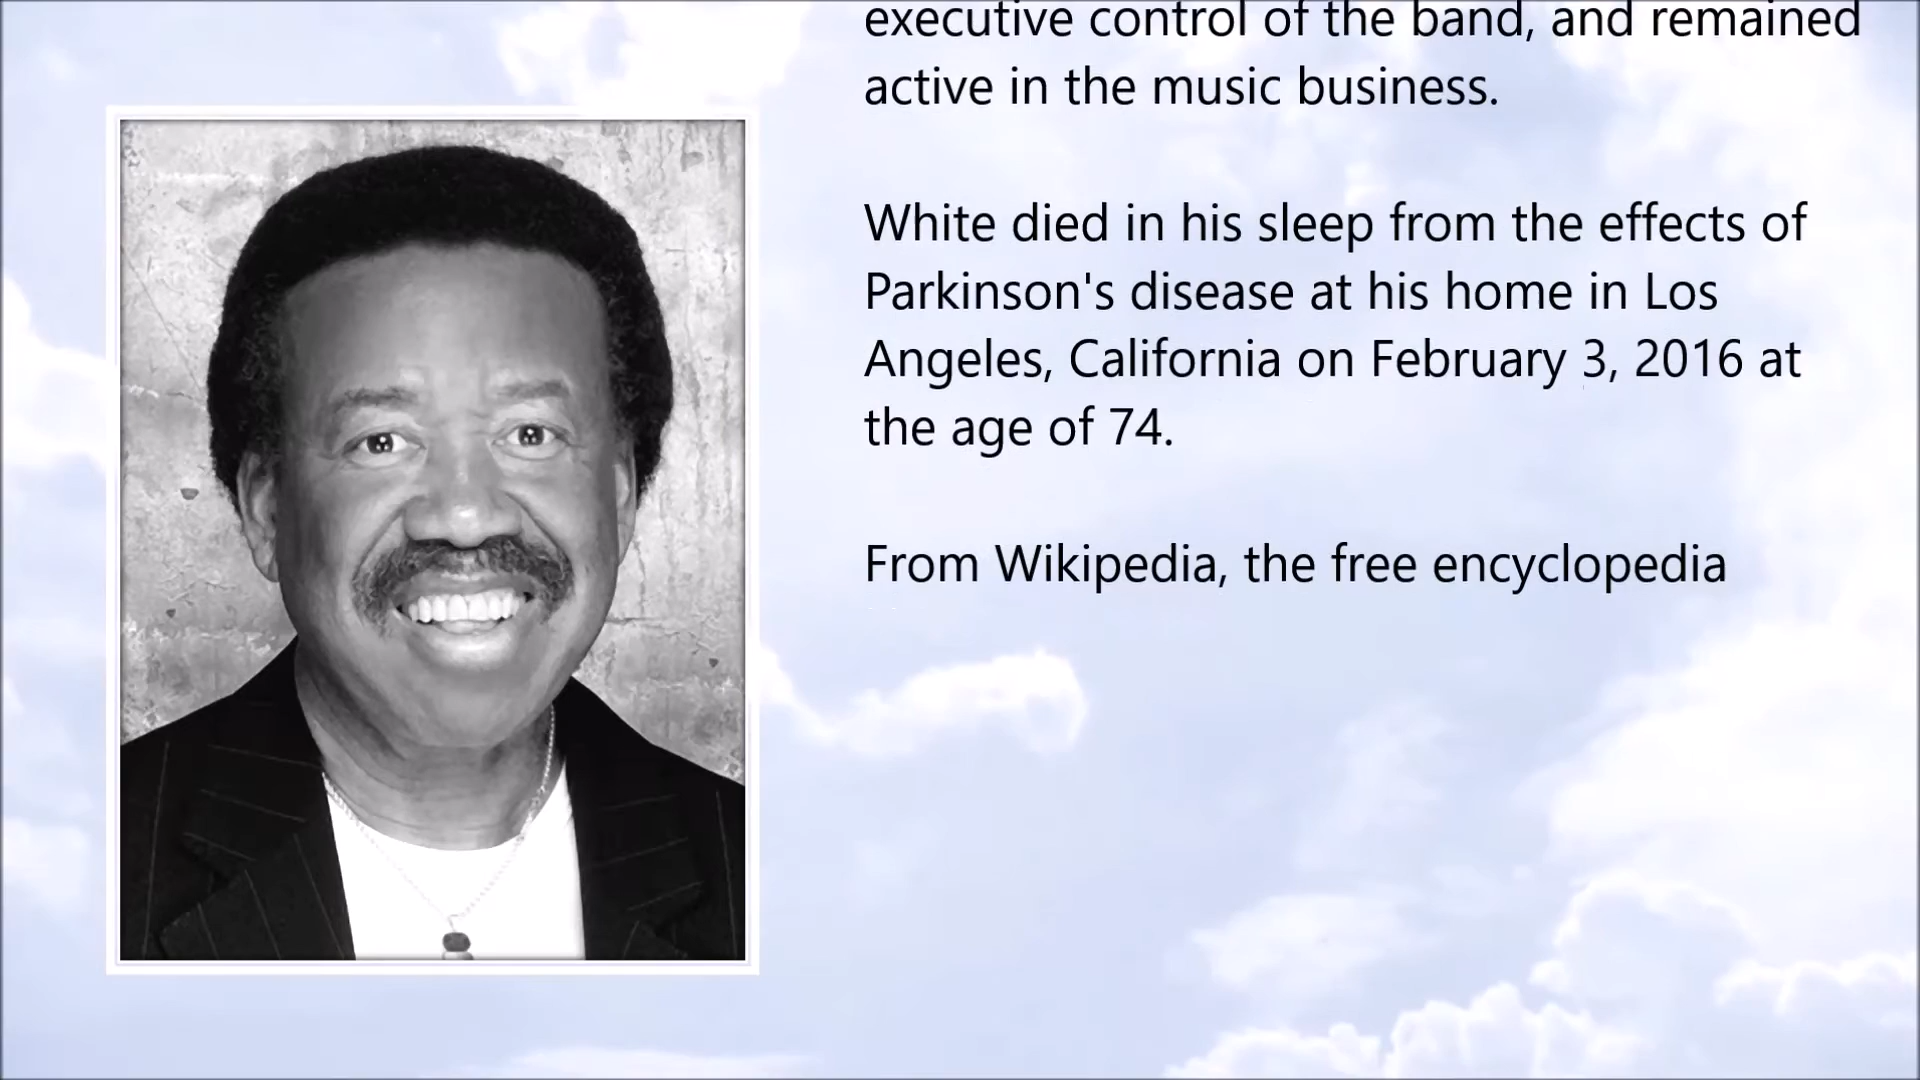 executive control of the band, and remained
active in the music business.
White died in his sleep from the effects of
Parkinson's disease at his home in Los
Angeles, California on February 3, 2016 at
the age of 74.
From Wikipedia, the free encyclopedia